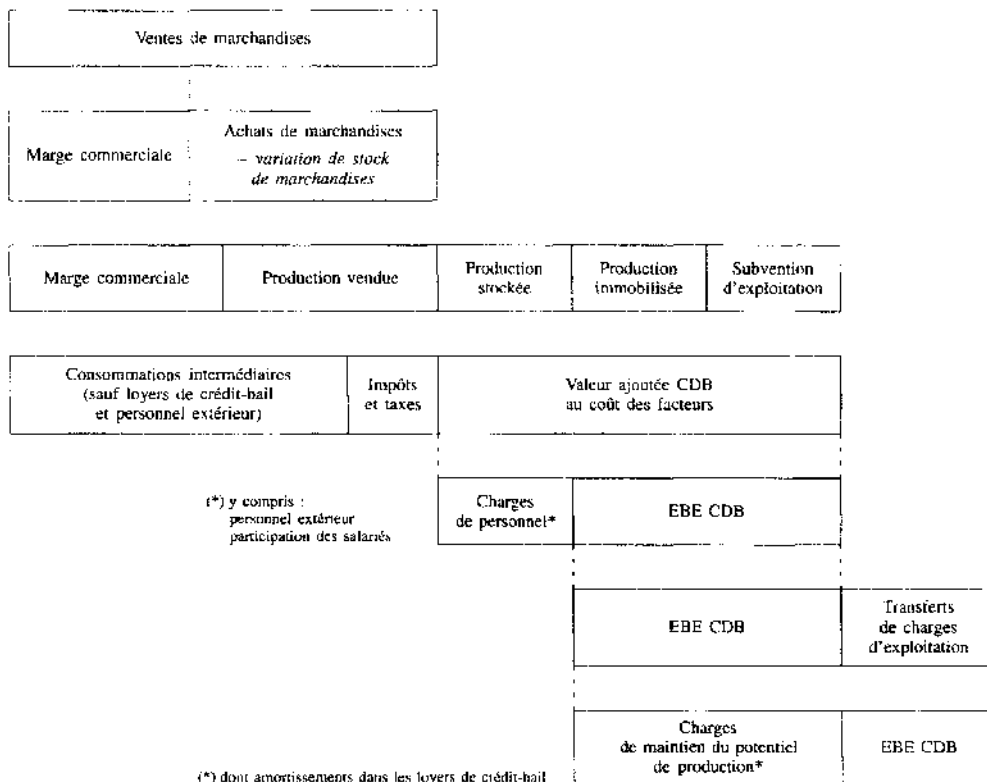 Ventes de marchandises
Marge commerciale
Achats de marchandises
– variation de stock
de marchandises
Marge commerciale
Production vendue
Production
stockée
Production
immobilisée
Subvention
d'exploitation
Consommations intermédiaires
(sauf loyers de crédit-bail
et personnel extérieur)
Impôts
et taxes
Valeur ajoutée CDB
au coût des facteurs
(*) y compris :
personnel extérieur
participation des salariés
Charges
de personnel*
EBE CDB
EBE CDB
Transferts
de charges
d'exploitation
Charges
de maintien du potentiel
de production*
EBE CDB
(*) dont amortissements dans les loyers de crédit-bail